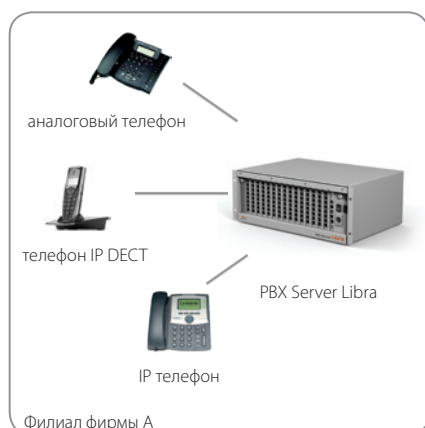 аналоговый телефон
телефон IP DECT
PBX Server Libra
IP телефон
Филиал фирмы А